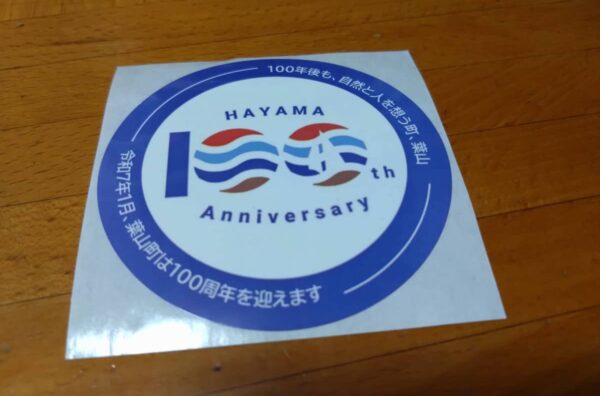 100年後も、自然と人を想う町、葉山
HAYAMA
100th
Anniversary
令和7年1月、葉山町は100周年を迎えます